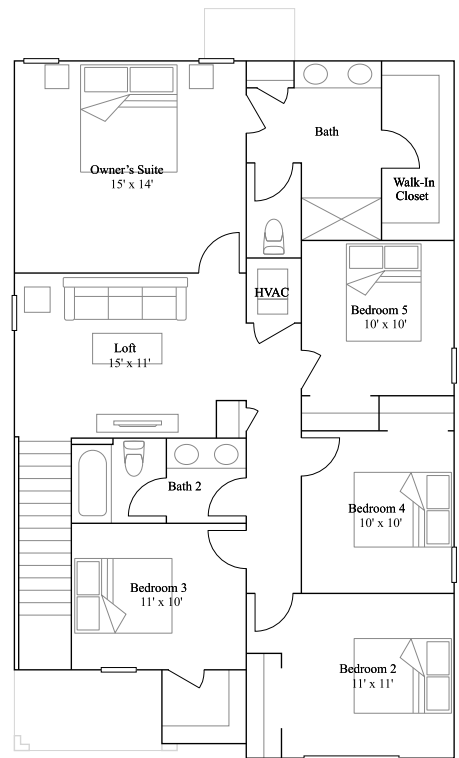 Bath
Owner's Suite
15' x 14'
Walk-In
Closet
HVAC
Bedroom 5
10' x 10'
Loft
15' x 11'
Bath 2
Bedroom 4
10' x 10'
Bedroom 3
11' x 10'
Bedroom 2
11' x 11'